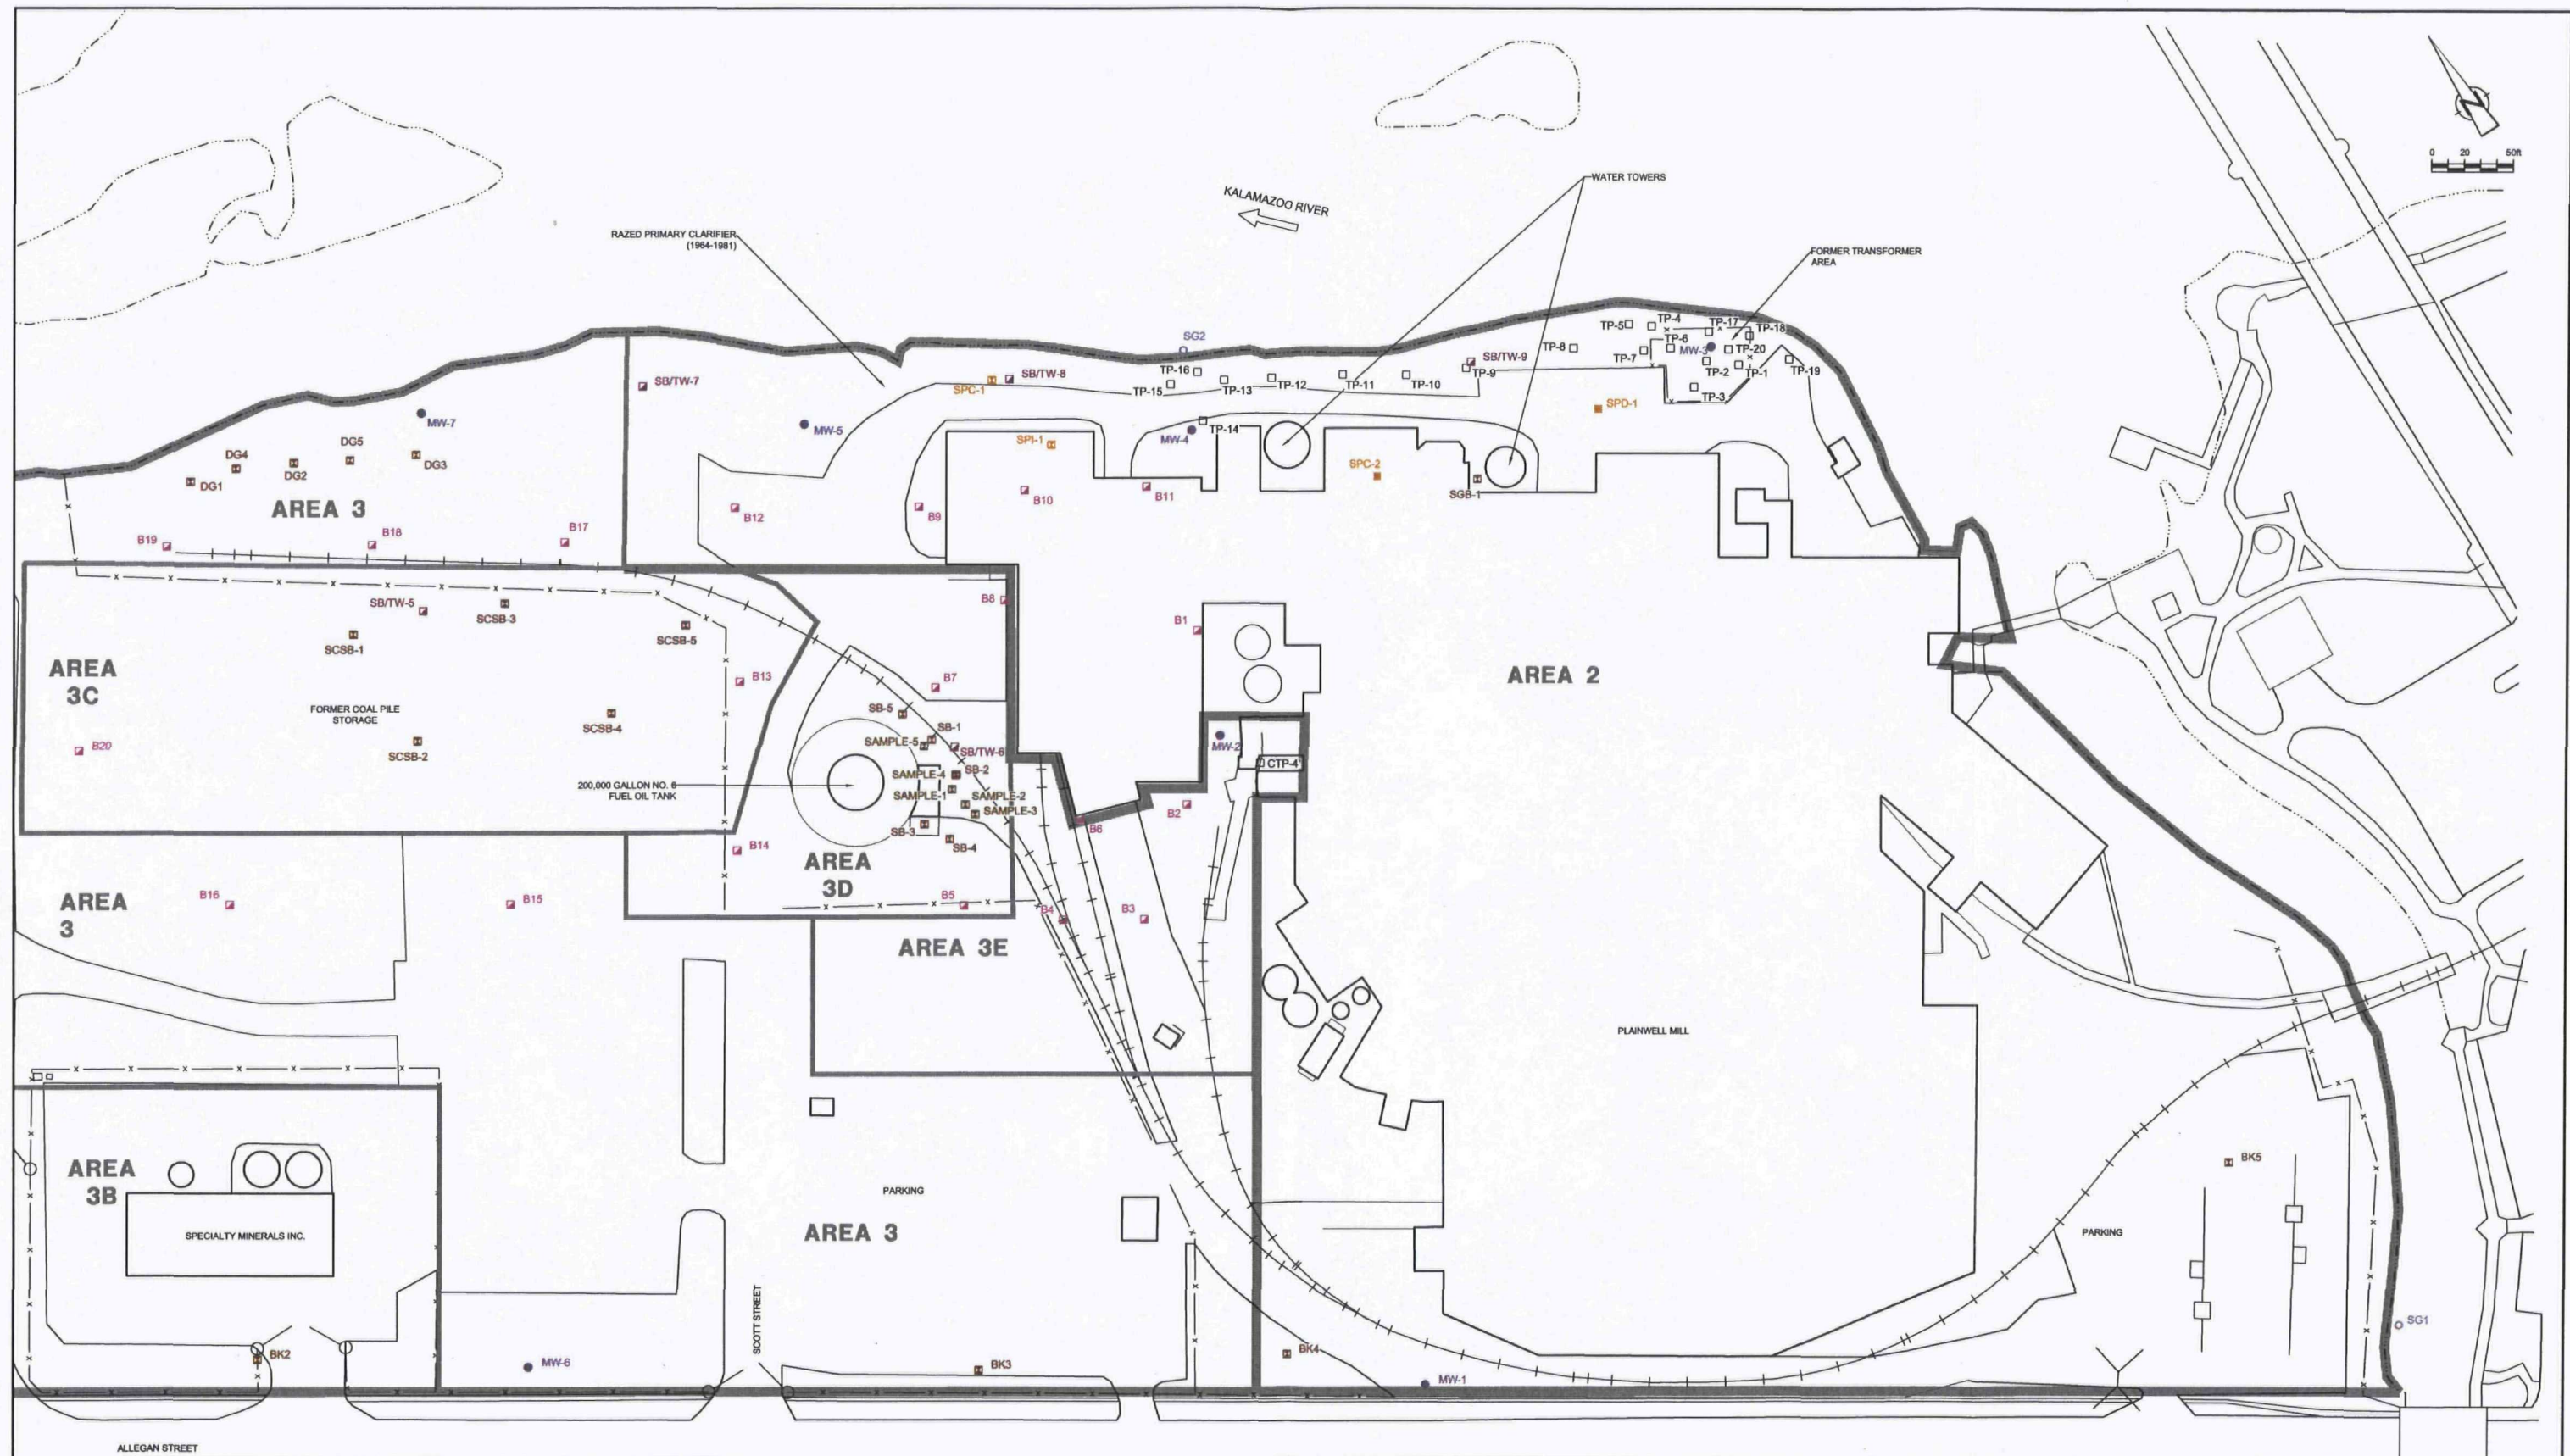 N
0 20 50ft
WATER TOWERS
KALAMAZOO RIVER
RAZED PRIMARY CLARIFIER
(1964-1981)
FORMER TRANSFORMER
AREA
SG2
TP-5
TP-4
TP-17
TP-18
TP-6
TP-8
TP-7
MW-3
TP-20
SB/TW-9
TP-9
TP-2
TP-1
TP-19
TP-3
TP-16
TP-15
TP-13
TP-12
TP-11
TP-10
SB/TW-7
SPC-1
SB/TW-8
SPD-1
MW-7
MW-5
MW-4
TP-14
SPI-1
DG5
DG4
DG2
DG3
DG1
SPC-2
SGB-1
AREA 3
B10
B11
B12
B9
B19
B18
B17
SB/TW-5
SCSB-3
SCSB-1
SCSB-5
B8
B1
AREA
3C
AREA 2
FORMER COAL PILE
STORAGE
B13
B7
SB-5
SCSB-4
SB-1
SAMPLE-5
SB/TW-6
B20
SCSB-2
MW-2
CTP-4
200,000 GALLON NO. 6
FUEL OIL TANK
SAMPLE-4
SB-2
SAMPLE-1
SAMPLE-2
SAMPLE-3
SB-3
SB-4
B6
B2
B14
AREA
3D
AREA
3
B16
B15
B5
B4
B3
AREA 3E
PLAINWELL MILL
AREA
3B
SPECIALTY MINERALS INC.
PARKING
AREA 3
BK5
PARKING
SCOTT STREET
SG1
BK2
MW-6
BK3
BK4
MW-1
ALLEGAN STREET